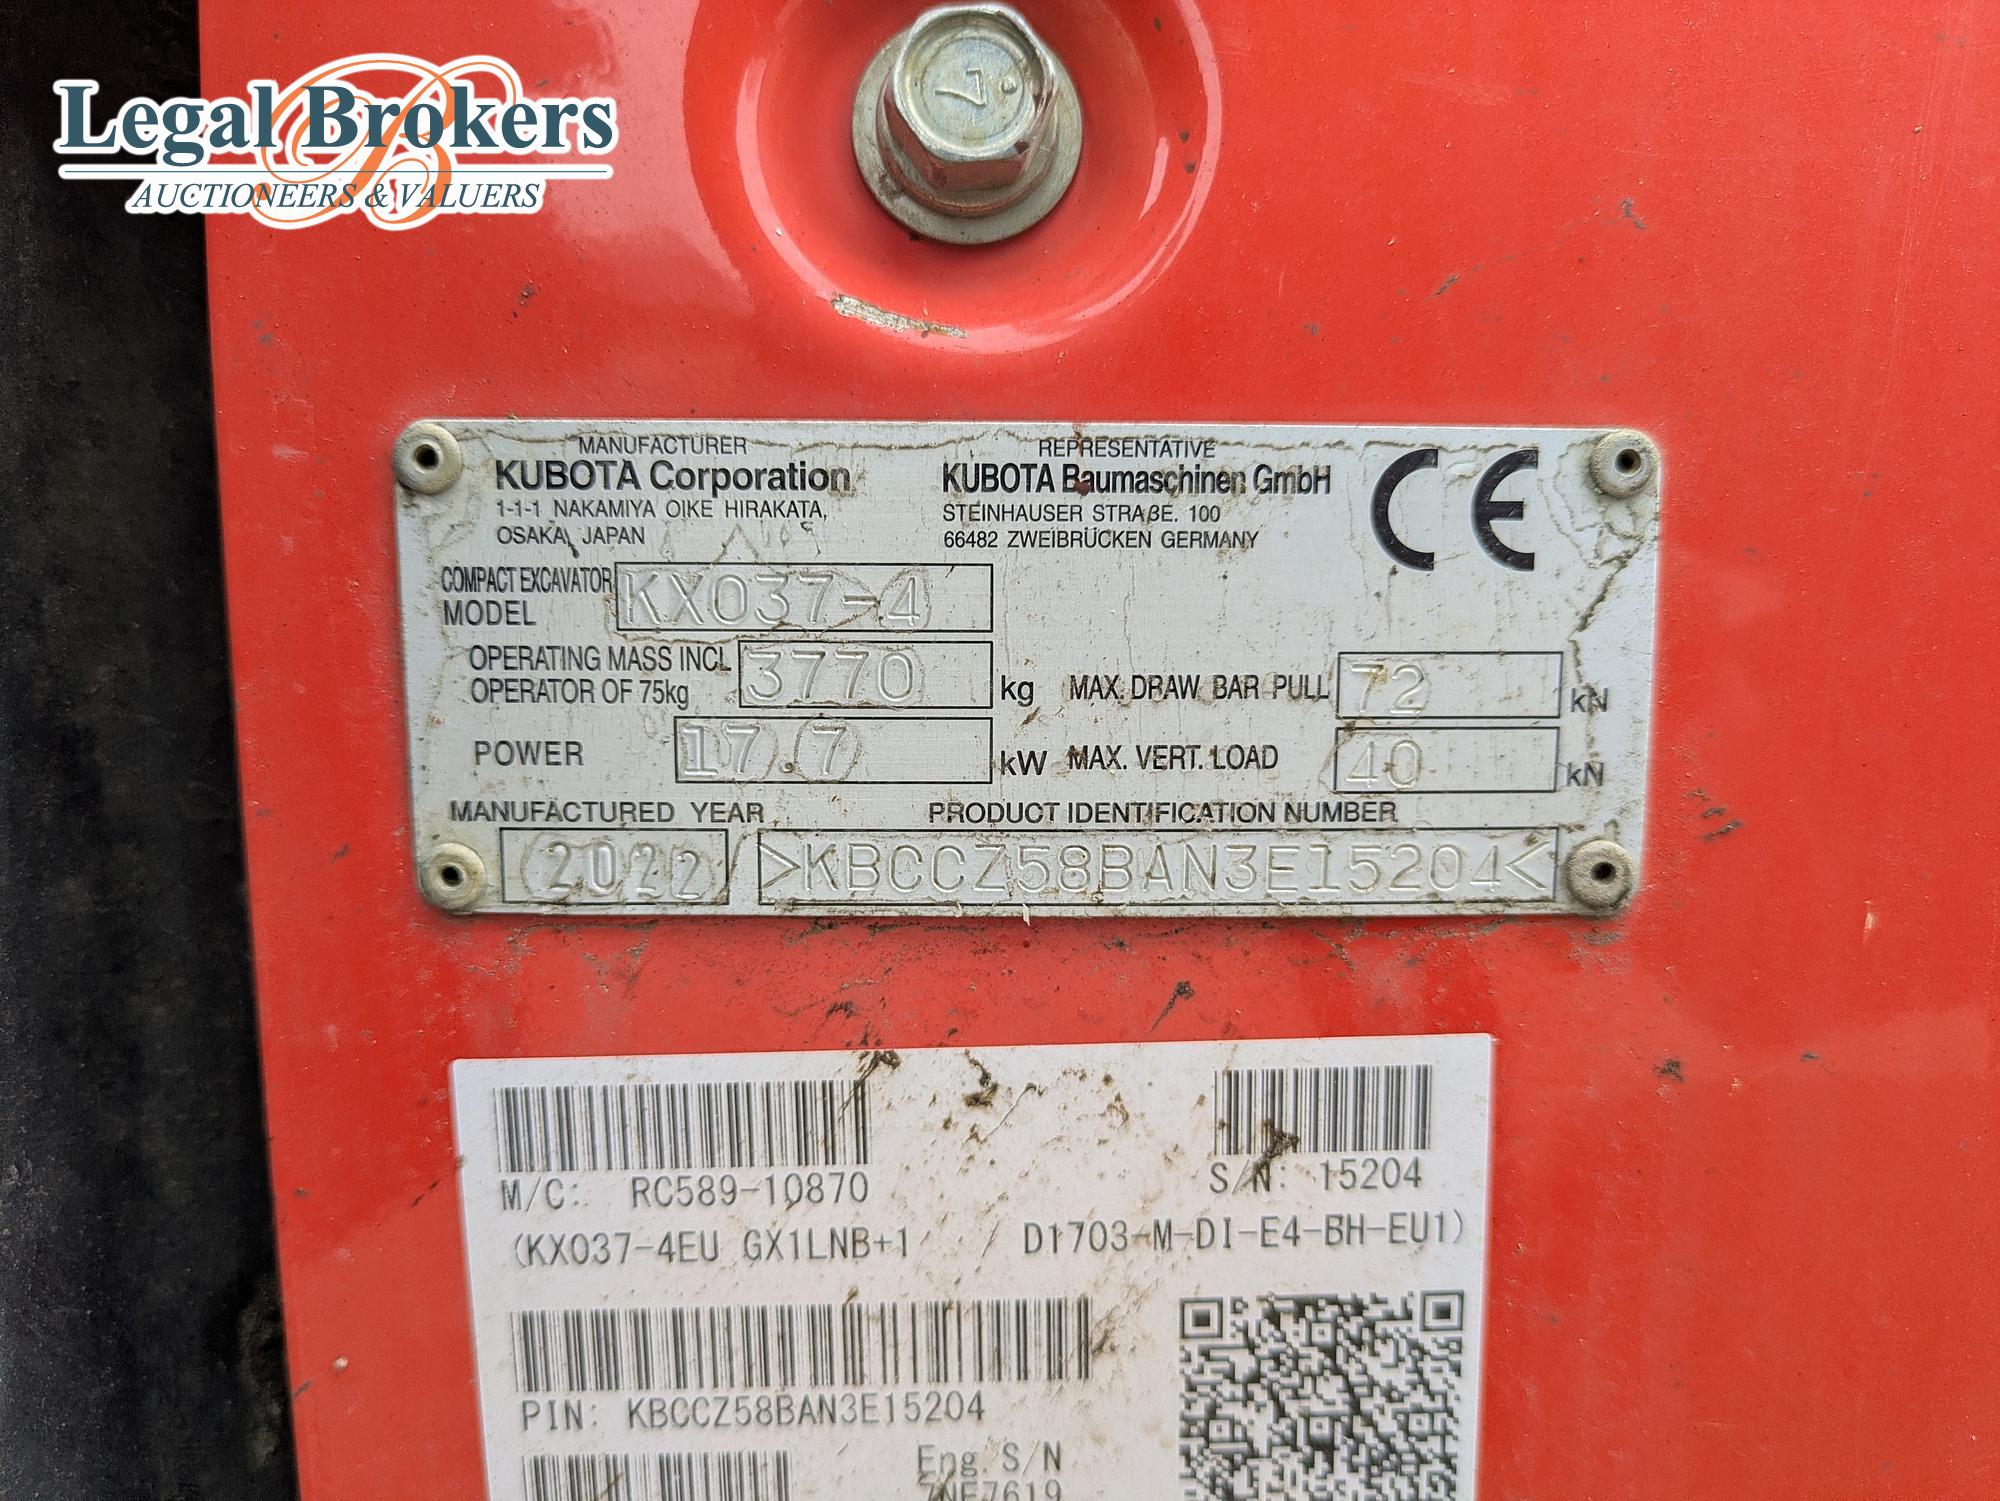 Legal Brokers
AUCTIONEERS & VALUERS
MANUFACTURER
KUBOTA Corporation
1-1-1 NAKAMIYA OIKE HIRAKATA,
OSAKA, JAPAN
REPRESENTATIVE
KUBOTA Baumaschinen GmbH
STEINHAUSER STRAßE. 100
66482 ZWEIBRÜCKEN GERMANY
CE
COMPACT EXCAVATOR
MODEL
KX037-4
OPERATING MASS INCL
OPERATOR OF 75kg
3770 kg
MAX. DRAW BAR PULL 72 kN
POWER 17.7 kW
MAX. VERT. LOAD 40 kN
MANUFACTURED YEAR
2022
PRODUCT IDENTIFICATION NUMBER
>KBCCZ58BAN3E15204<
M/C: RC589-10870
S/N: 15204
(KX037-4EU GX1LNB+1 / D1703-M-DI-E4-BH-EU1)
PIN: KBCCZ58BAN3E15204
Eng. S/N
7NE7619